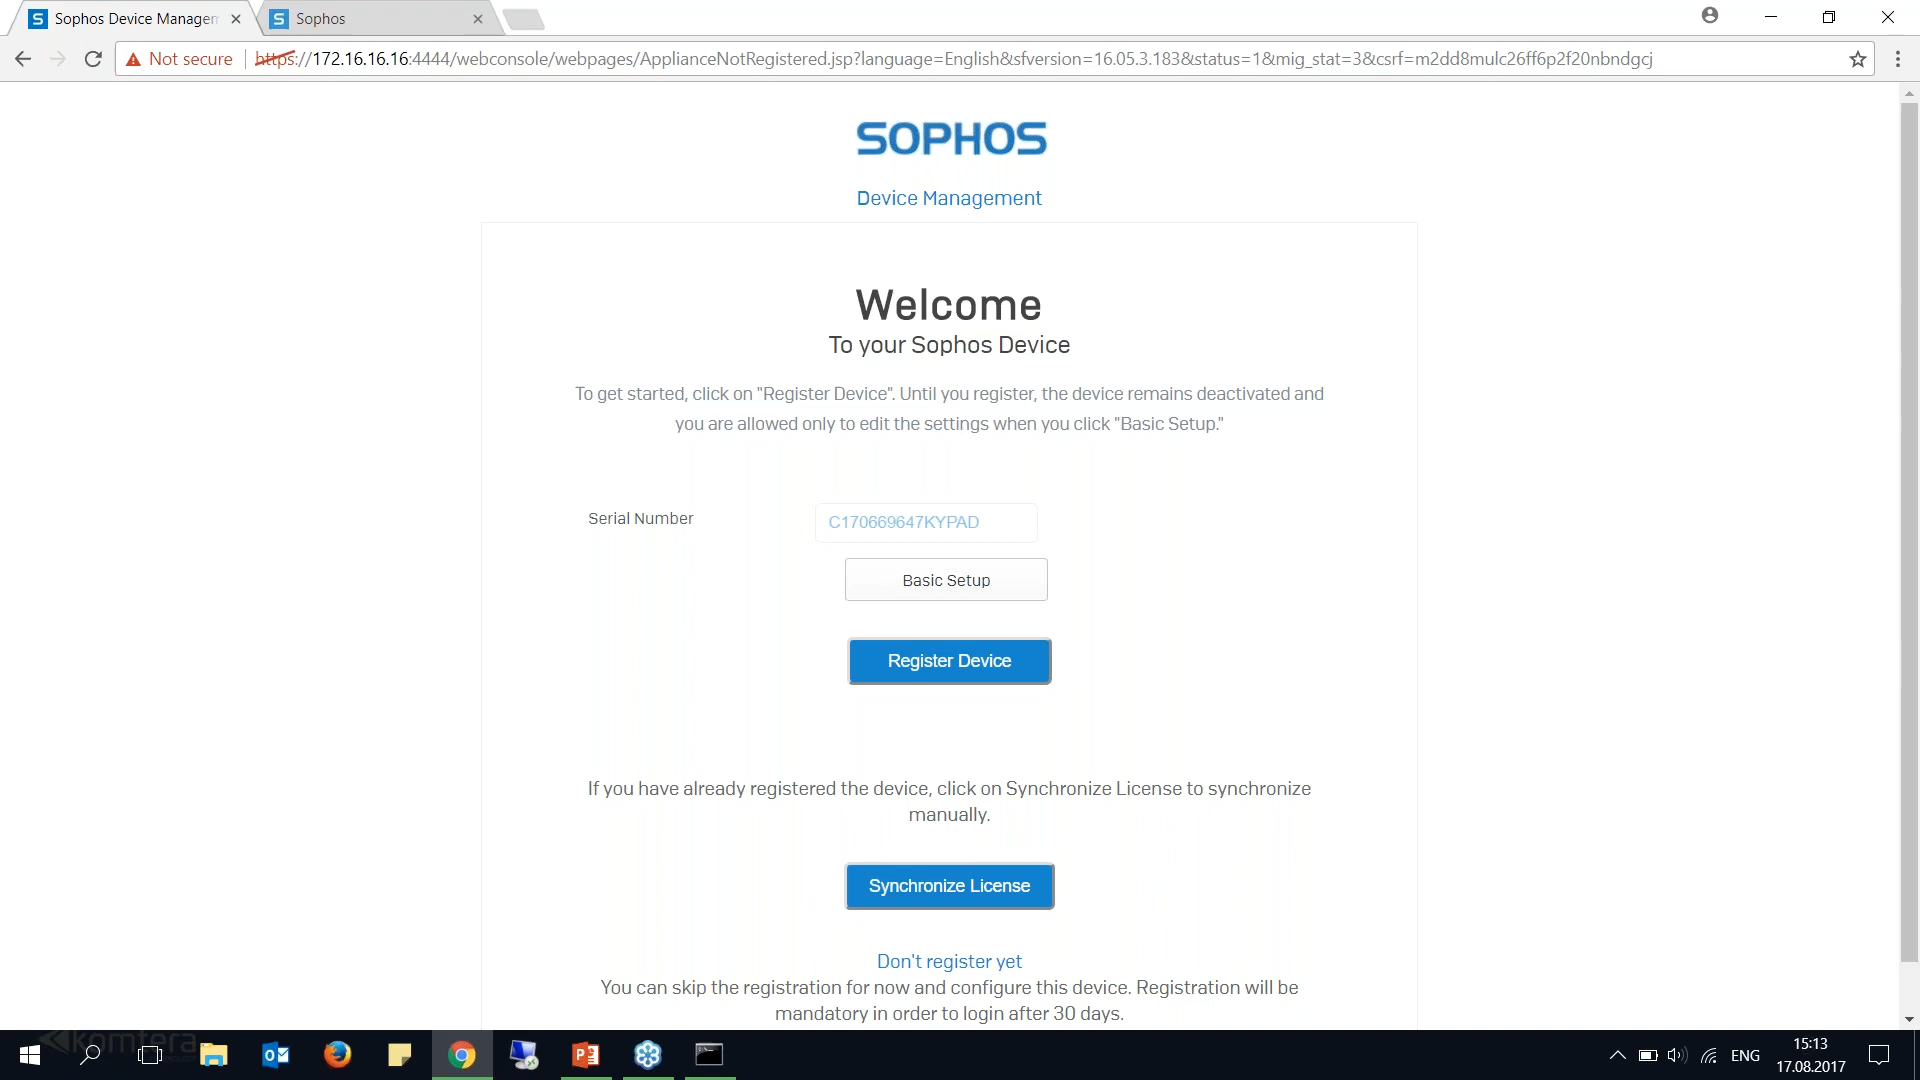 Sophos Device Managem
Sophos
Not secure
https://172.16.16.16:4444/webconsole/webpages/ApplianceNotRegistered.jsp?language=English&sfversion=16.05.3.183&status=1&mig_stat=3&csrf=m2dd8mulc26ff6p2f20nbndgcj
SOPHOS
Device Management
Welcome
To your Sophos Device
To get started, click on "Register Device". Until you register, the device remains deactivated and
you are allowed only to edit the settings when you click "Basic Setup."
Serial Number
C170669647KYPAD
Basic Setup
Register Device
If you have already registered the device, click on Synchronize License to synchronize
manually.
Synchronize License
Don't register yet
You can skip the registration for now and configure this device. Registration will be
mandatory in order to login after 30 days.
komtera
ENG
15:13
17.08.2017